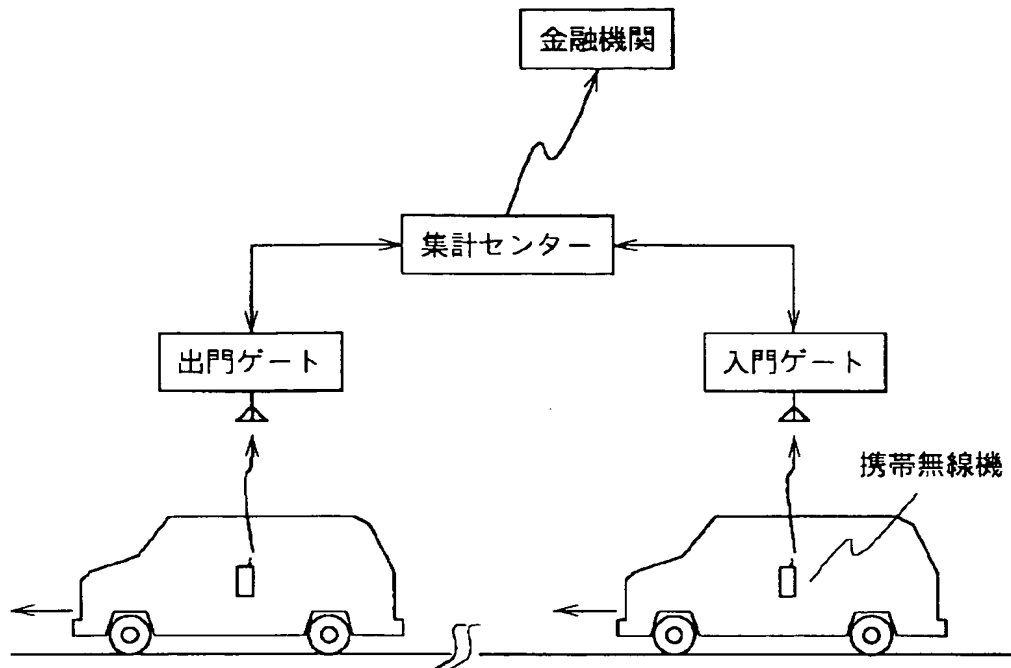 金融機関
集計センター
出門ゲート
入門ゲート
携帯無線機